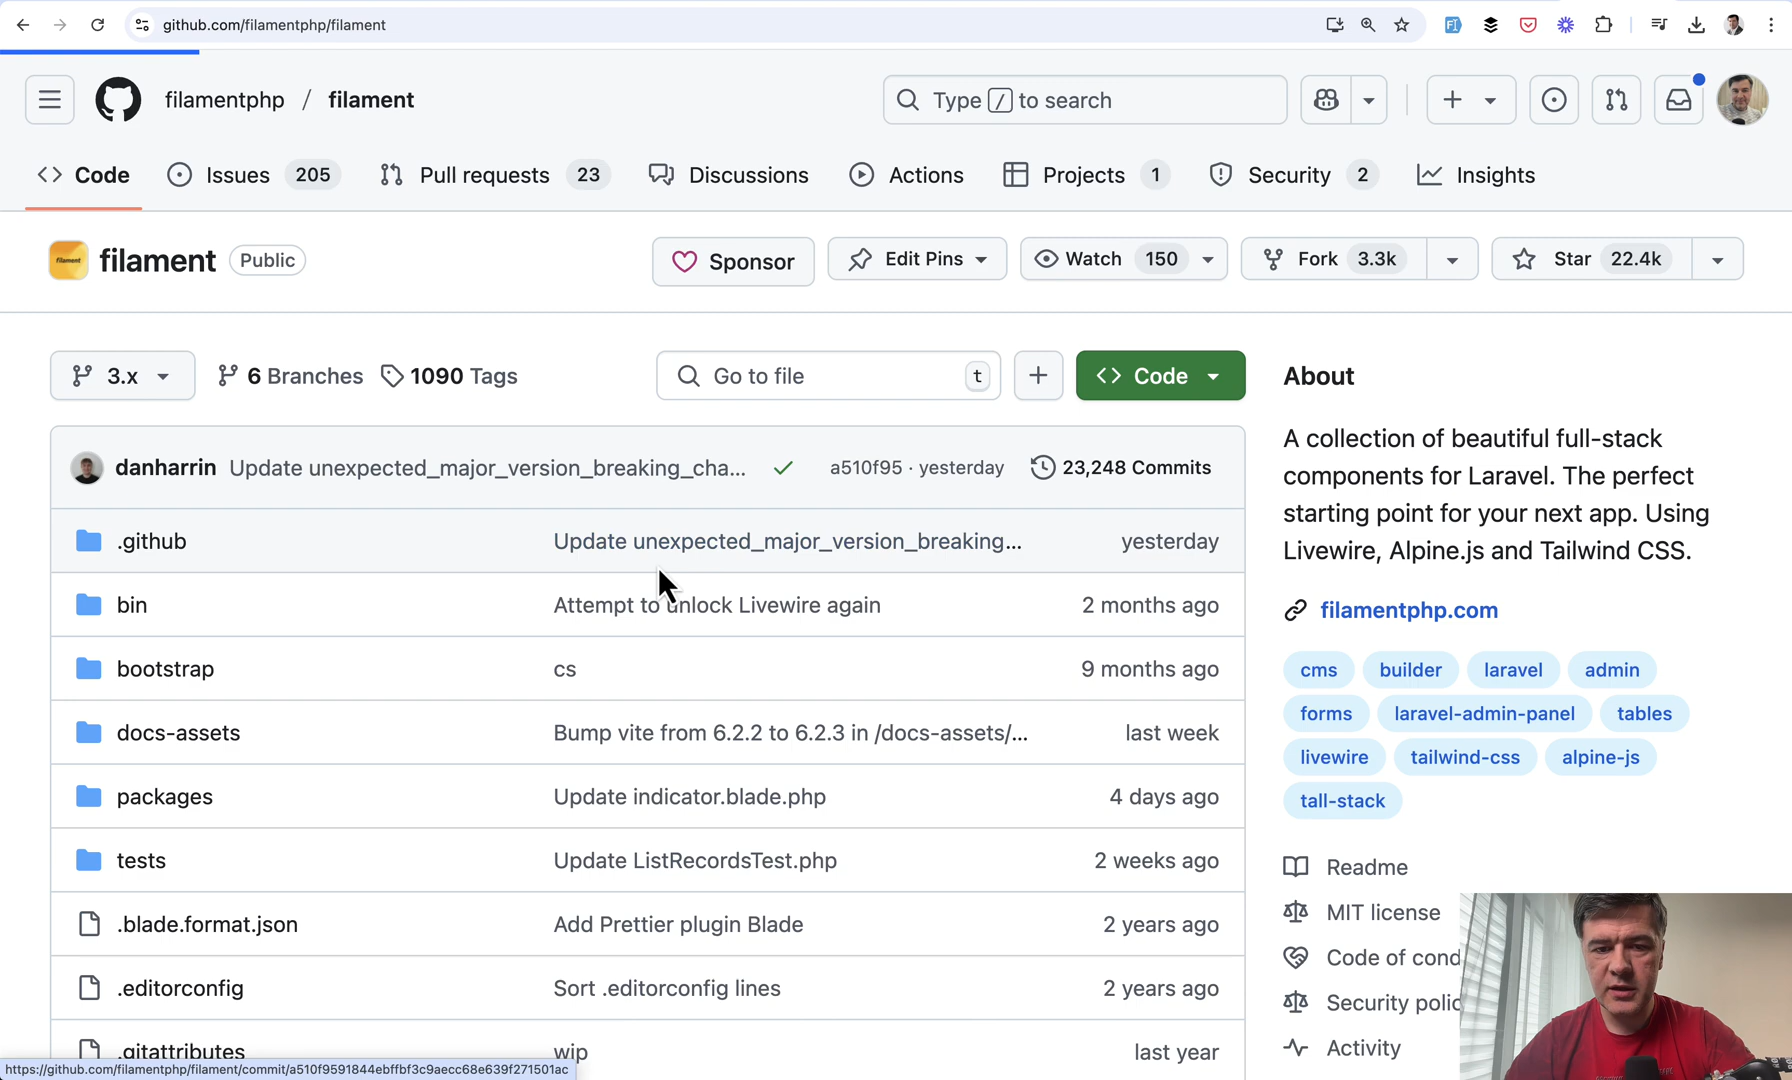 github.com/filamentphp/filament
filamentphp / filament
Type / to search
Code
Issues 205
Pull requests 23
Discussions
Actions
Projects 1
Security 2
Insights
filament
filament Public
Sponsor
Edit Pins
Watch 150
Fork 3.3k
Star 22.4k
3.x
6 Branches
1090 Tags
Go to file t
Code
danharrin Update unexpected_major_version_breaking_cha... a510f95 · yesterday 23,248 Commits
.github Update unexpected_major_version_breaking... yesterday
bin Attempt to unlock Livewire again 2 months ago
bootstrap cs 9 months ago
docs-assets Bump vite from 6.2.2 to 6.2.3 in /docs-assets/... last week
packages Update indicator.blade.php 4 days ago
tests Update ListRecordsTest.php 2 weeks ago
.blade.format.json Add Prettier plugin Blade 2 years ago
.editorconfig Sort .editorconfig lines 2 years ago
.gitattributes wip last year
https://github.com/filamentphp/filament/commit/a510f9591844ebffbf3c9aecc68e639f271501ac
About
A collection of beautiful full-stack
components for Laravel. The perfect
starting point for your next app. Using
Livewire, Alpine.js and Tailwind CSS.
filamentphp.com
cms builder laravel admin
forms laravel-admin-panel tables
livewire tailwind-css alpine-js
tall-stack
Readme
MIT license
Code of cond
Security polic
Activity